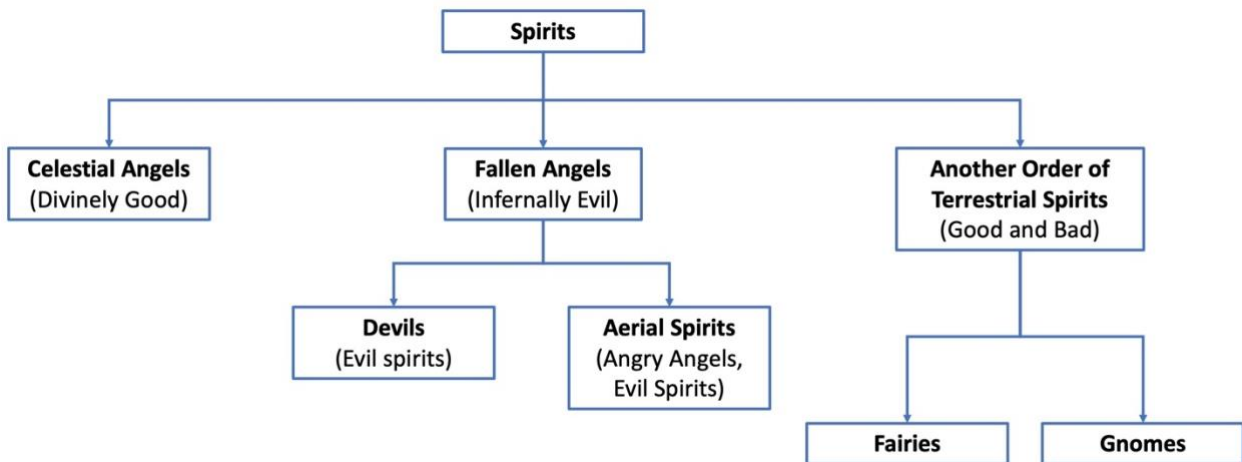 Spirits
Celestial Angels
(Divinely Good)
Fallen Angels
(Infernally Evil)
Another Order of
Terrestrial Spirits
(Good and Bad)
Devils
(Evil spirits)
Aerial Spirits
(Angry Angels,
Evil Spirits)
Fairies
Gnomes